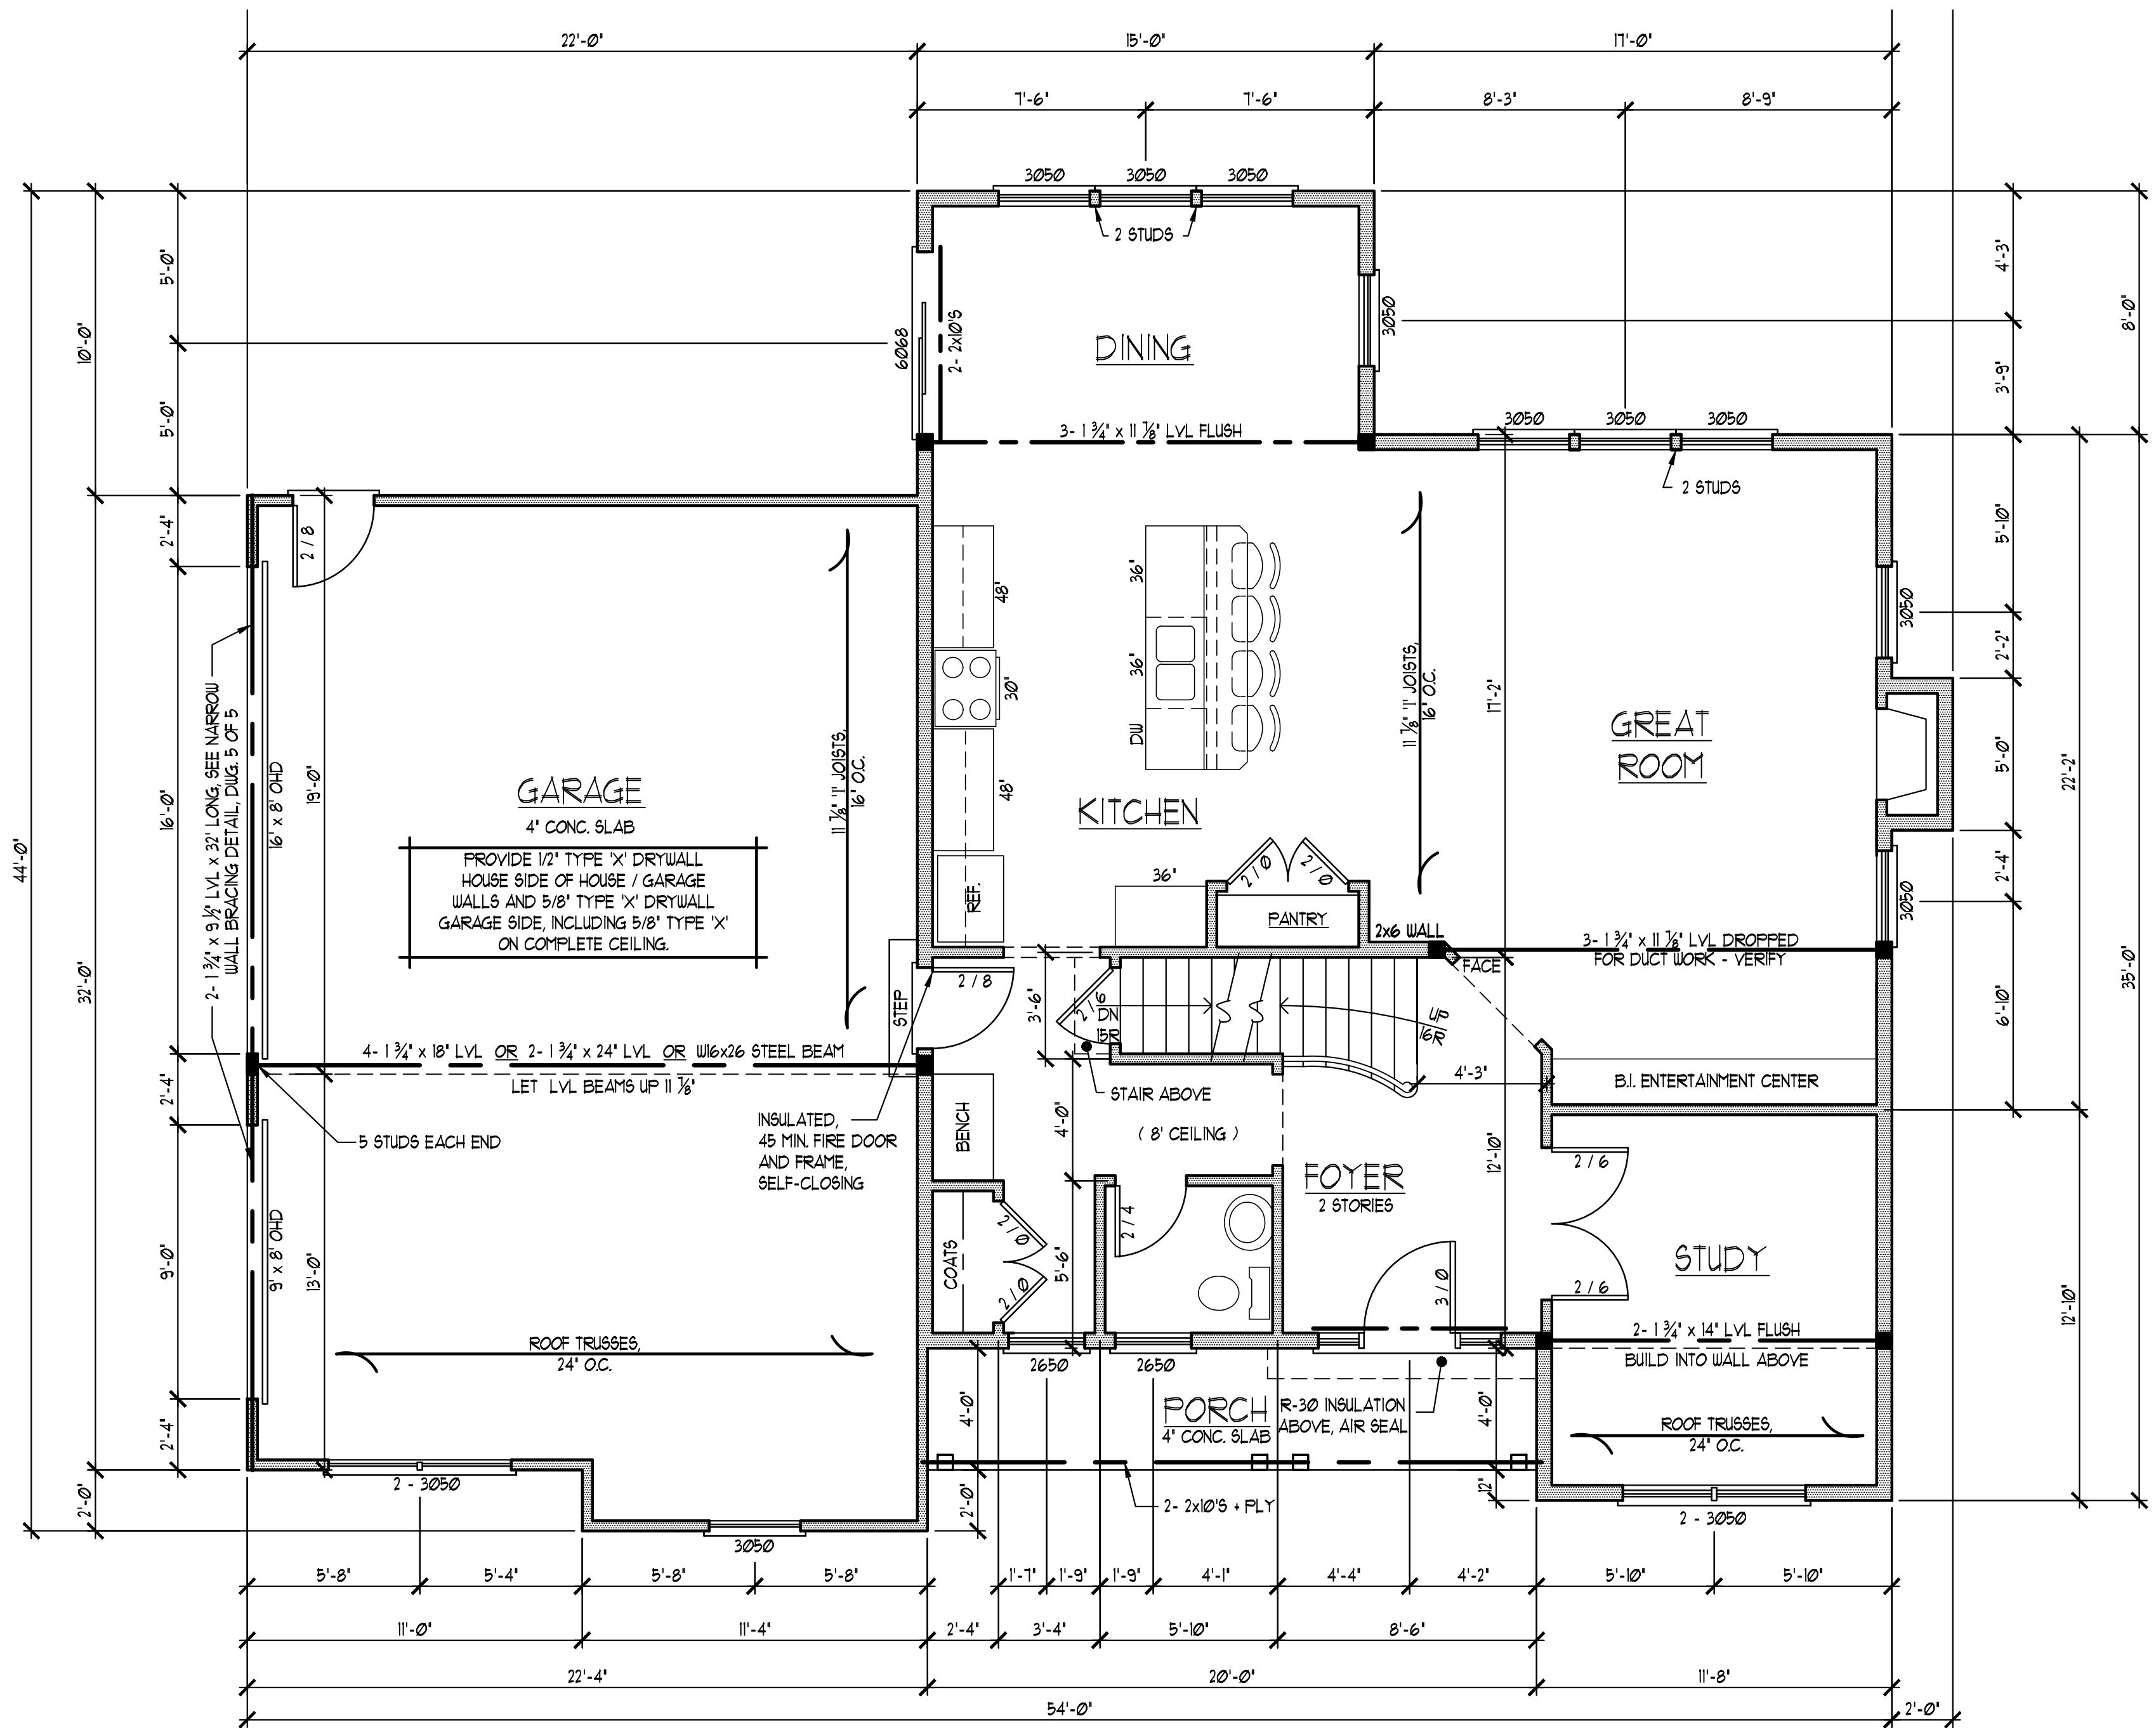 22'-0"
15'-0"
17'-0"
7'-6"
7'-6"
8'-3"
8'-9"
3050
3050
3050
2 STUDS
5'-0"
10'-0"
5'-0"
44'-0"
32'-0"
2'-0"
6068
2- 2x10'S
DINING
3050
3- 1 ¾" x 11 ⅞" LVL FLUSH
3050
3050
3050
2 STUDS
4'-3"
3'-9"
8'-0"
5'-10"
2'-2"
5'-0"
2'-4"
6'-10"
22'-2"
35'-0"
12'-10"
2'-4"
16'-0"
2'-4"
9'-0"
2'-4"
2 / 8
2- 1 ¾" x 9 ½" LVL x 32' LONG, SEE NARROW
WALL BRACING DETAIL, DWG. 5 OF 5
16' x 8' OHD
19'-0"
GARAGE
4" CONC. SLAB
PROVIDE 1/2" TYPE 'X' DRYWALL
HOUSE SIDE OF HOUSE / GARAGE
WALLS AND 5/8" TYPE 'X' DRYWALL
GARAGE SIDE, INCLUDING 5/8" TYPE 'X'
ON COMPLETE CEILING.
11 ⅞" 'I' JOISTS,
16" O.C.
48"
30"
48"
REF.
36"
36"
DW
KITCHEN
36"
2/0
2/0
PANTRY
11 ⅞" 'I' JOISTS,
16" O.C.
17'-2"
GREAT
ROOM
3050
3050
2x6 WALL
FACE
3- 1 ¾" x 11 ⅞" LVL DROPPED
FOR DUCT WORK - VERIFY
STEP
2 / 8
3'-6"
2/6
DN
15R
UP
16R
4'-3"
B.I. ENTERTAINMENT CENTER
4- 1 ¾" x 18" LVL OR 2- 1 ¾" x 24" LVL OR W16x26 STEEL BEAM
LET LVL BEAMS UP 11 ⅞"
5 STUDS EACH END
INSULATED,
45 MIN. FIRE DOOR
AND FRAME,
SELF-CLOSING
BENCH
STAIR ABOVE
4'-0"
( 8' CEILING )
FOYER
2 STORIES
12'-10"
2 / 6
2 / 6
STUDY
9' x 8' OHD
13'-0"
COATS
2/0
2/0
5'-6"
2 / 4
3 / 0
ROOF TRUSSES,
24" O.C.
2- 1 ¾" x 14" LVL FLUSH
BUILD INTO WALL ABOVE
2650
2650
PORCH
4" CONC. SLAB
R-30 INSULATION
ABOVE, AIR SEAL
4'-0"
4'-0"
ROOF TRUSSES,
24" O.C.
2 - 3050
2'-0"
2- 2x10'S + PLY
12"
2 - 3050
3050
5'-8"
5'-4"
5'-8"
5'-8"
1'-7"
1'-9"
1'-9"
4'-1"
4'-4"
4'-2"
5'-10"
5'-10"
11'-0"
11'-4"
2'-4"
3'-4"
5'-10"
8'-6"
22'-4"
20'-0"
11'-8"
54'-0"
2'-0"